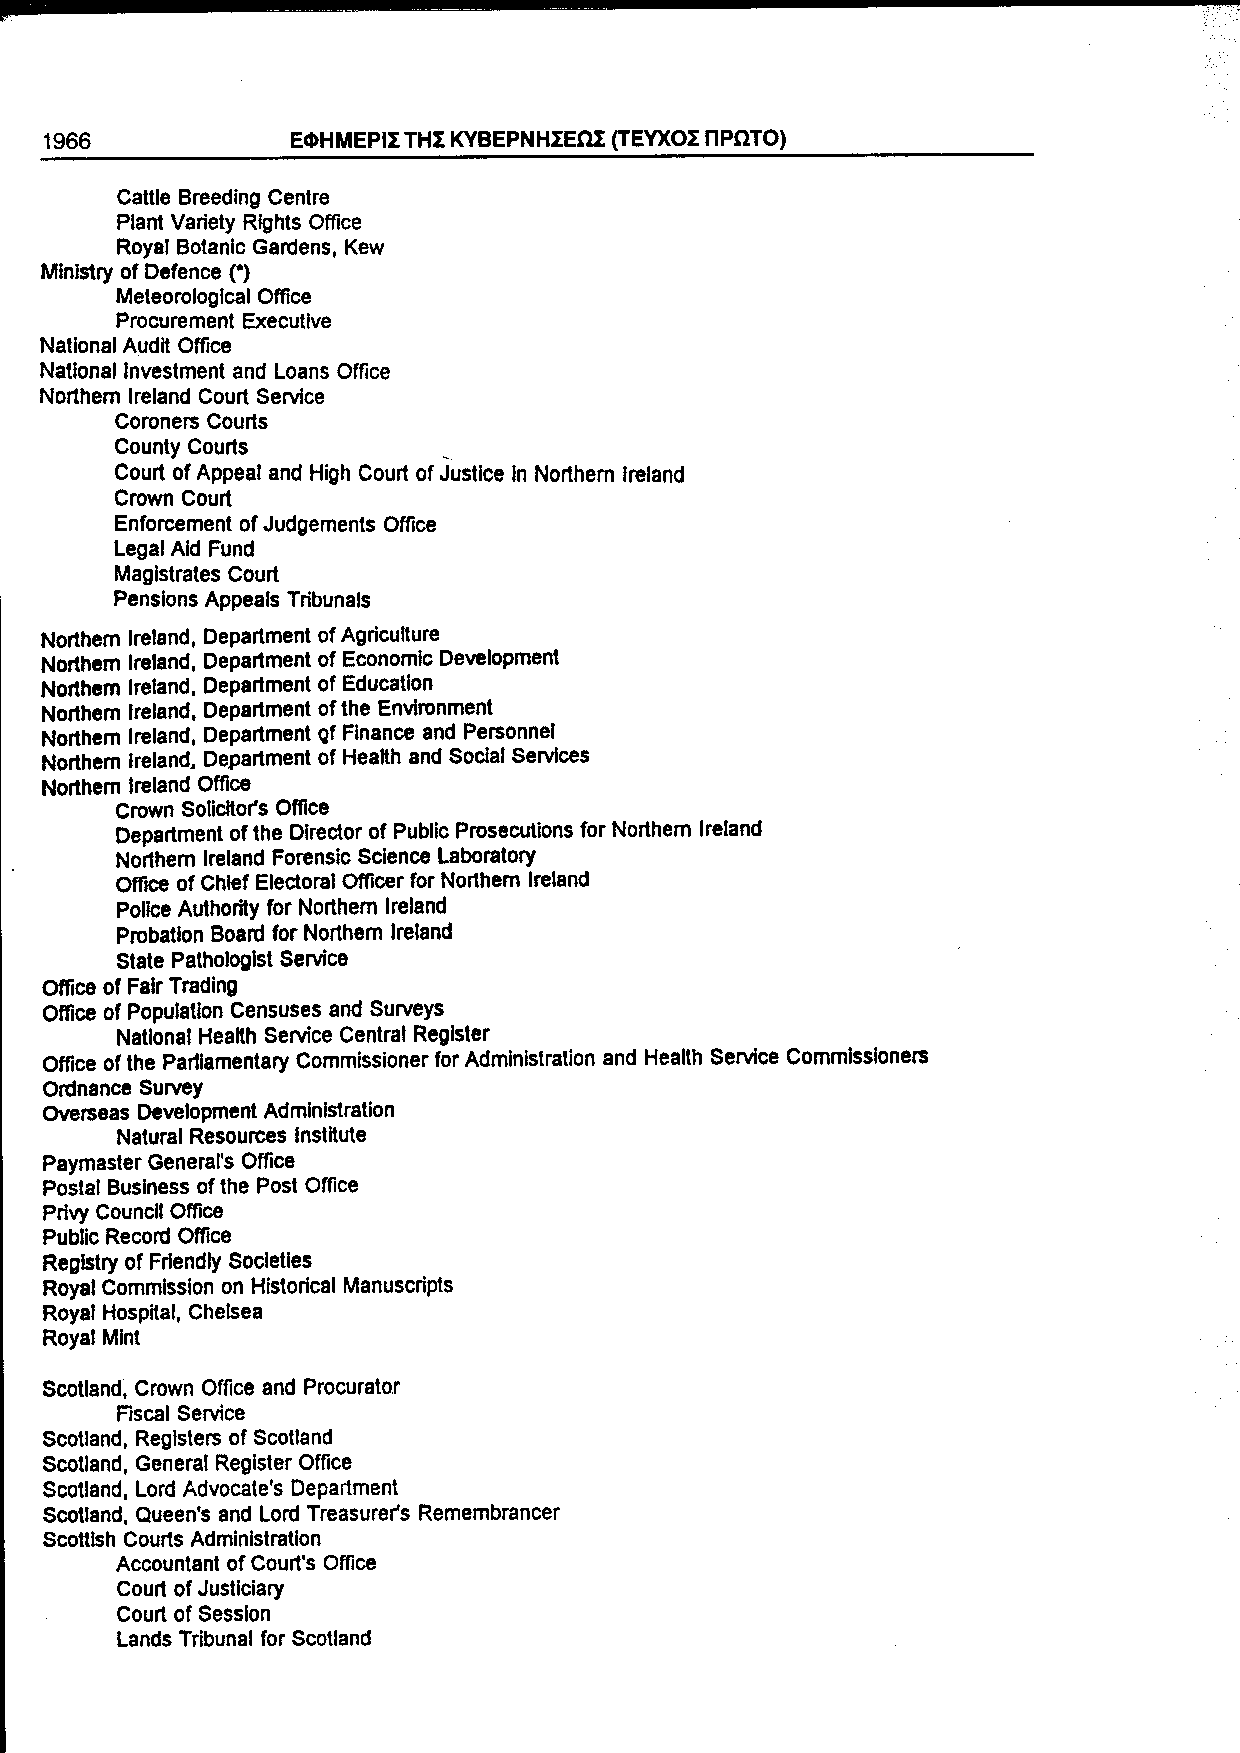 1966 ΕΦΗΜΕΡΙΣ ΤΗΣ ΚΥΒΕΡΝΗΣΕΩΣ (ΤΕΥΧΟΣ ΠΡΩΤΟ)
Cattle Breeding Centre
Plant Variety Rights Office
Royal Botanic Gardens, Kew
Ministry of Defence (*)
Meteorological Office
Procurement Executive
National Audit Office
National Investment and Loans Office
Northern Ireland Court Service
Coroners Courts
County Courts
Court of Appeal and High Court of Justice in Northern Ireland
Crown Court
Enforcement of Judgements Office
Legal Aid Fund
Magistrates Court
Pensions Appeals Tribunals
Northern Ireland, Department of Agriculture
Northern Ireland, Department of Economic Development
Northern Ireland, Department of Education
Northern Ireland, Department of the Environment
Northern Ireland, Department of Finance and Personnel
Northern Ireland, Department of Health and Social Services
Northern Ireland Office
Crown Solicitor's Office
Department of the Director of Public Prosecutions for Northern Ireland
Northern Ireland Forensic Science Laboratory
Office of Chief Electoral Officer for Northern Ireland
Police Authority for Northern Ireland
Probation Board for Northern Ireland
State Pathologist Service
Office of Fair Trading
Office of Population Censuses and Surveys
National Health Service Central Register
Office of the Parliamentary Commissioner for Administration and Health Service Commissioners
Ordnance Survey
Overseas Development Administration
Natural Resources Institute
Paymaster General's Office
Postal Business of the Post Office
Privy Council Office
Public Record Office
Registry of Friendly Societies
Royal Commission on Historical Manuscripts
Royal Hospital, Chelsea
Royal Mint
Scotland, Crown Office and Procurator
Fiscal Service
Scotland, Registers of Scotland
Scotland, General Register Office
Scotland, Lord Advocate's Department
Scotland, Queen's and Lord Treasurer's Remembrancer
Scottish Courts Administration
Accountant of Court's Office
Court of Justiciary
Court of Session
Lands Tribunal for Scotland